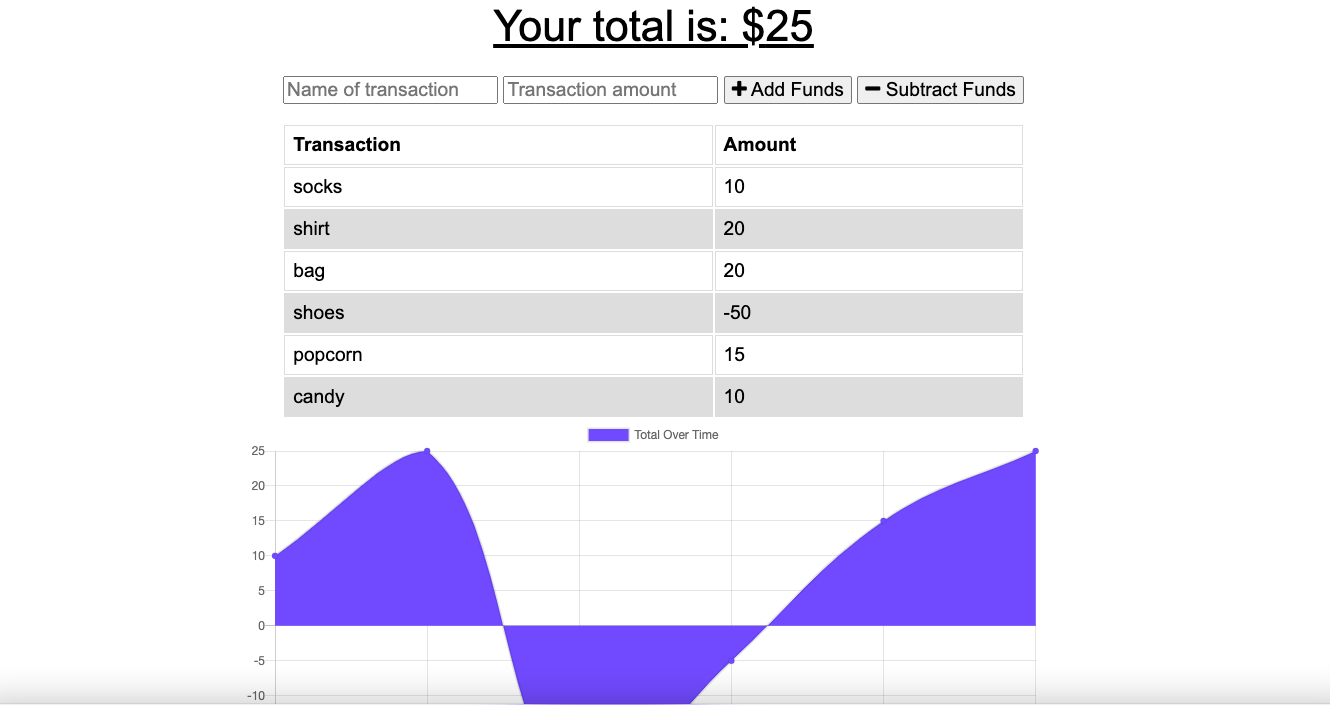 Your total is: $25
Name of transaction Transaction amount Add Funds Subtract Funds
Transaction Amount
socks 10
shirt 20
bag 20
shoes -50
popcorn 15
candy 10
Total Over Time
25
20
15
10
5
0
-5
-10